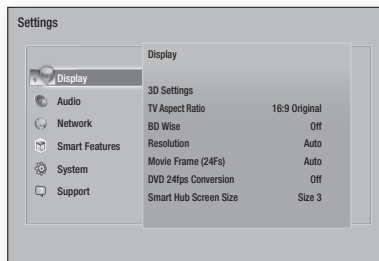 Settings
Display
Audio
Network
Smart Features
System
Support
Display
3D Settings
TV Aspect Ratio 16:9 Original
BD Wise Off
Resolution Auto
Movie Frame (24Fs) Auto
DVD 24fps Conversion Off
Smart Hub Screen Size Size 3